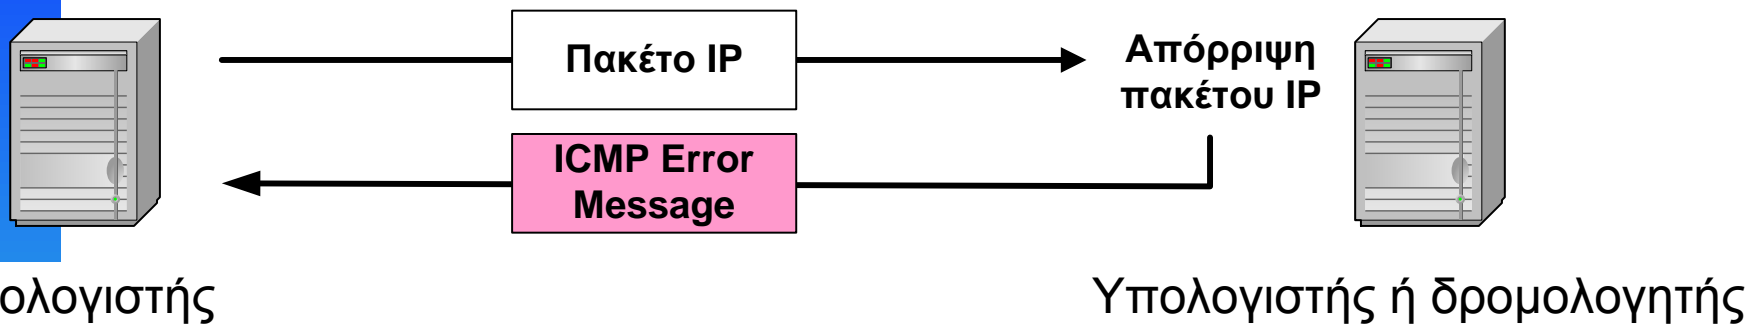 Πακέτο IP
Απόρριψη
πακέτου IP
ICMP Error
Message
ολογιστής
Υπολογιστής ή δρομολογητής